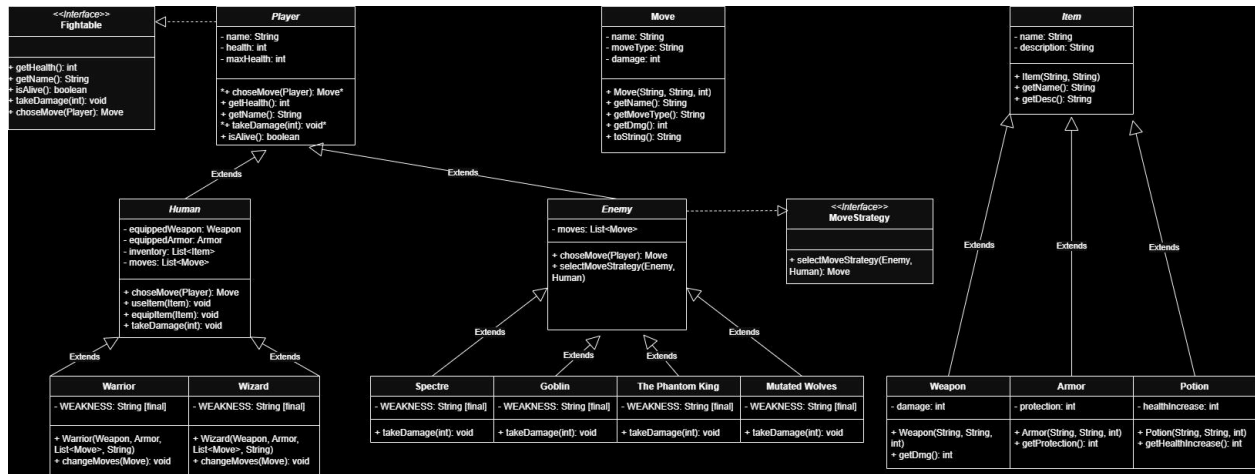 <<Interface>>
Fightable
+ getHealth(): int
+ getName(): String
+ isAlive(): boolean
+ takeDamage(int): void
+ choseMove(Player): Move
Player
- name: String
- health: int
- maxHealth: int
*+ choseMove(Player): Move*
+ getHealth(): int
+ getName(): String
*+ takeDamage(int): void*
+ isAlive(): boolean
Move
- name: String
- moveType: String
- damage: int
+ Move(String, String, int)
+ getName(): String
+ getMoveType(): String
+ getDmg(): int
+ toString(): String
Item
- name: String
- description: String
+ Item(String, String)
+ getName(): String
+ getDesc(): String
Extends
Extends
Human
- equippedWeapon: Weapon
- equippedArmor: Armor
- inventory: List<Item>
- moves: List<Move>
+ choseMove(Player): Move
+ useItem(Item): void
+ equipItem(Item): void
+ takeDamage(int): void
Enemy
- moves: List<Move>
+ choseMove(Player): Move
+ selectMoveStrategy(Enemy,
Human)
<<Interface>>
MoveStrategy
+ selectMoveStrategy(Enemy,
Human): Move
Extends
Extends
Extends
Extends
Extends
Extends
Extends
Extends
Extends
Warrior
- WEAKNESS: String [final]
+ Warrior(Weapon, Armor,
List<Move>, String)
+ changeMoves(Move): void
Wizard
- WEAKNESS: String [final]
+ Wizard(Weapon, Armor,
List<Move>, String)
+ changeMoves(Move): void
Spectre
- WEAKNESS: String [final]
+ takeDamage(int): void
Goblin
- WEAKNESS: String [final]
+ takeDamage(int): void
The Phantom King
- WEAKNESS: String [final]
+ takeDamage(int): void
Mutated Wolves
- WEAKNESS: String [final]
+ takeDamage(int): void
Weapon
- damage: int
+ Weapon(String, String,
int)
+ getDmg(): int
Armor
- protection: int
+ Armor(String, String, int)
+ getProtection(): int
Potion
- healthIncrease: int
+ Potion(String, String, int)
+ getHealthIncrease(): int